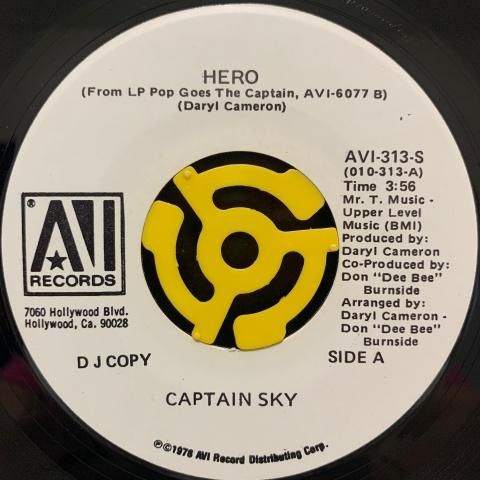 HERO
(From LP Pop Goes The Captain, AVI-6077 B)
(Daryl Cameron)
AVI-313-S
(010-313-A)
Time 3:56
Mr. T. Music -
Upper Level
Music (BMI)
Produced by:
Daryl Cameron
Co-Produced by:
Don "Dee Bee"
Burnside
Arranged by:
Daryl Cameron -
Don "Dee Bee"
Burnside
® AVI
RECORDS
7060 Hollywood Blvd.
Hollywood, Ca. 90028
D J COPY
SIDE A
CAPTAIN SKY
℗©1978 AVI Record Distributing Corp.